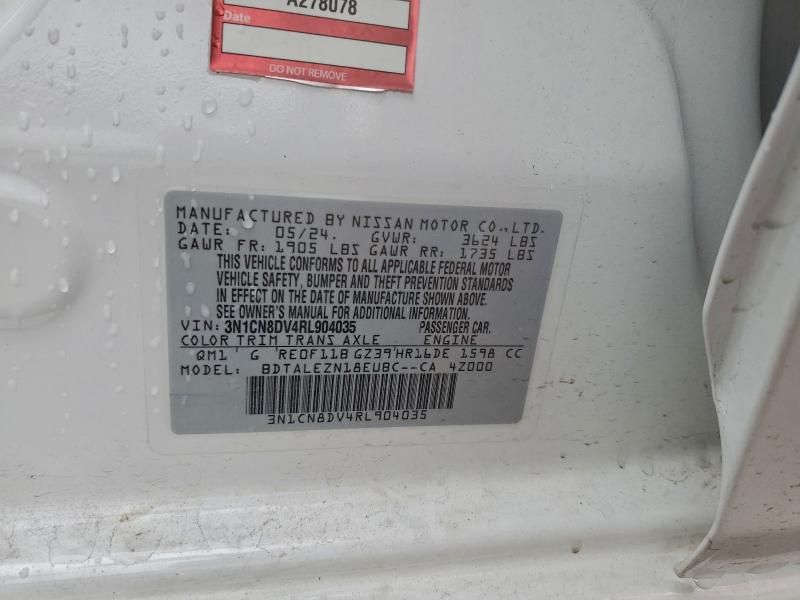 A278078
Date
DO NOT REMOVE
MANUFACTURED BY NISSAN MOTOR CO., LTD.
DATE: 05/24. GVWR: 3624 LBS
GAWR FR: 1905 LBS GAWR RR: 1735 LBS
THIS VEHICLE CONFORMS TO ALL APPLICABLE FEDERAL MOTOR
VEHICLE SAFETY, BUMPER AND THEFT PREVENTION STANDARDS
IN EFFECT ON THE DATE OF MANUFACTURE SHOWN ABOVE.
SEE OWNER'S MANUAL FOR ADDITIONAL INFORMATION.
VIN: 3N1CN8DV4RL904035 PASSENGER CAR.
COLOR TRIM TRANS AXLE ENGINE
QM1 ' G 'RE0F11B GZ39'HR16DE 1598 CC
MODEL: BDTALEZN18EUBC--CA 4Z000
3N1CN8DV4RL904035